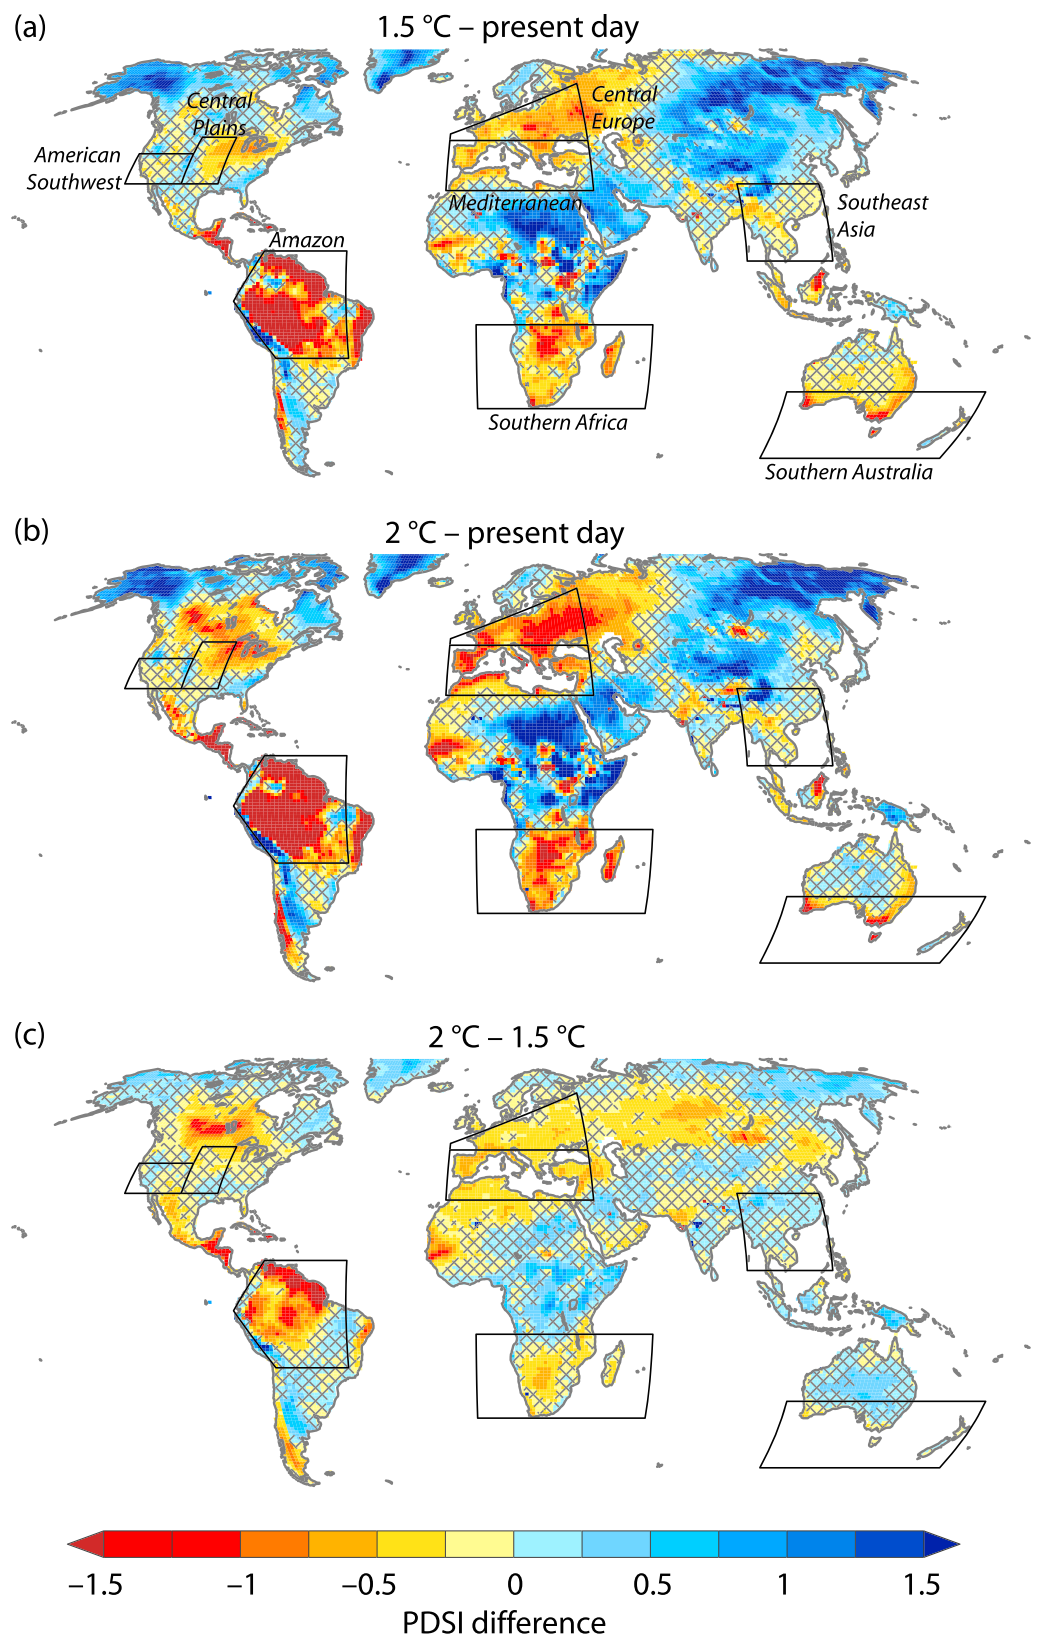 (a)
1.5 °C – present day
Central
Plains
American
Southwest
Central
Europe
Mediterranean
Southeast
Asia
Amazon
Southern Africa
Southern Australia
(b)
2 °C – present day
(c)
2 °C – 1.5 °C
–1.5 –1 –0.5 0 0.5 1 1.5
PDSI difference